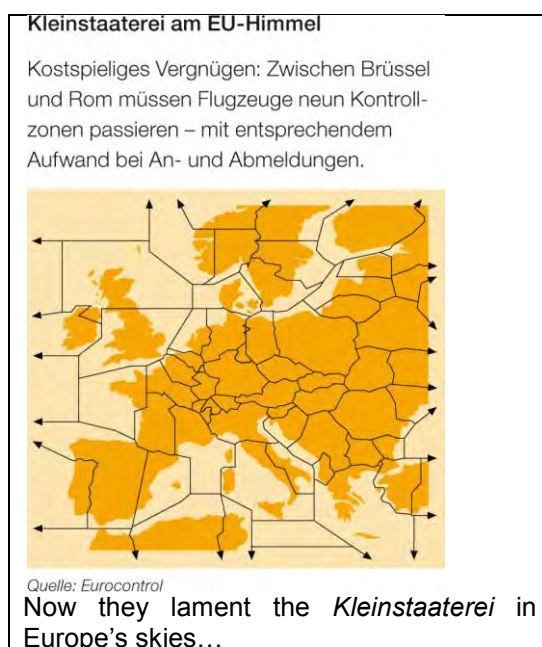 Kleinstaaterei am EU-Himmel
Kostspieliges Vergnügen: Zwischen Brüssel
und Rom müssen Flugzeuge neun Kontroll-
zonen passieren – mit entsprechendem
Aufwand bei An- und Abmeldungen.
Quelle: Eurocontrol
Now they lament the Kleinstaaterei in
Europe's skies…